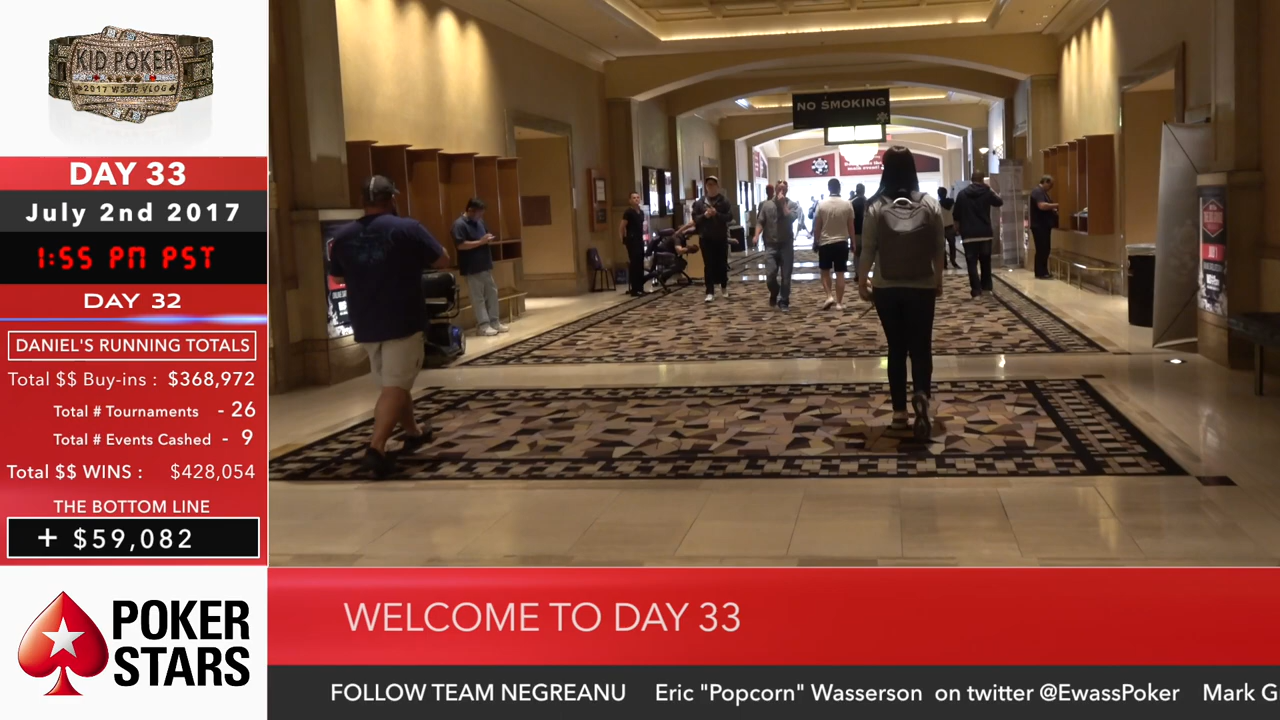 KID POKER
2017 WSOP VLOG
DAY 33
July 2nd 2017
1:55 PM PST
DAY 32
DANIEL'S RUNNING TOTALS
Total $$ Buy-ins : $368,972
Total # Tournaments - 26
Total # Events Cashed - 9
Total $$ WINS : $428,054
THE BOTTOM LINE
+ $59,082
POKER
STARS
NO SMOKING
WELCOME TO DAY 33
FOLLOW TEAM NEGREANU Eric "Popcorn" Wasserson on twitter @EwassPoker Mark G